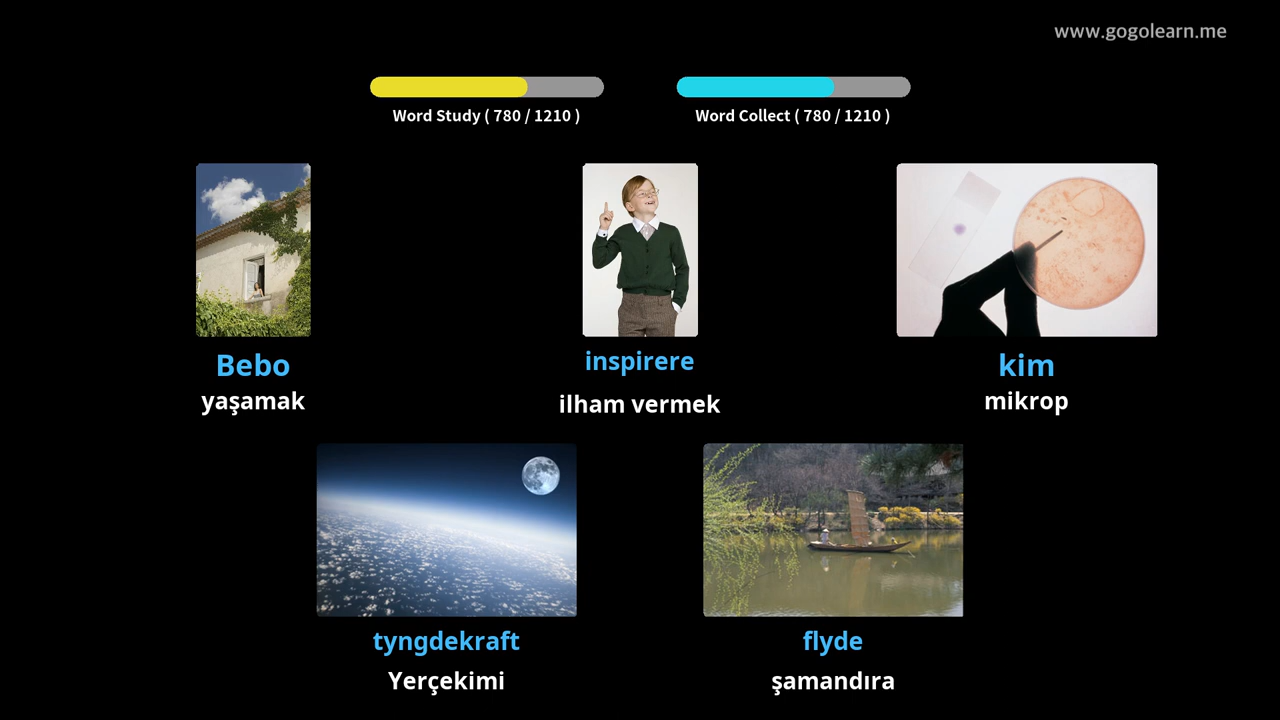 www.gogolearn.me
Word Study ( 780 / 1210 )
Word Collect ( 780 / 1210 )
Bebo
yaşamak
inspirere
ilham vermek
kim
mikrop
tyngdekraft
Yerçekimi
flyde
şamandıra